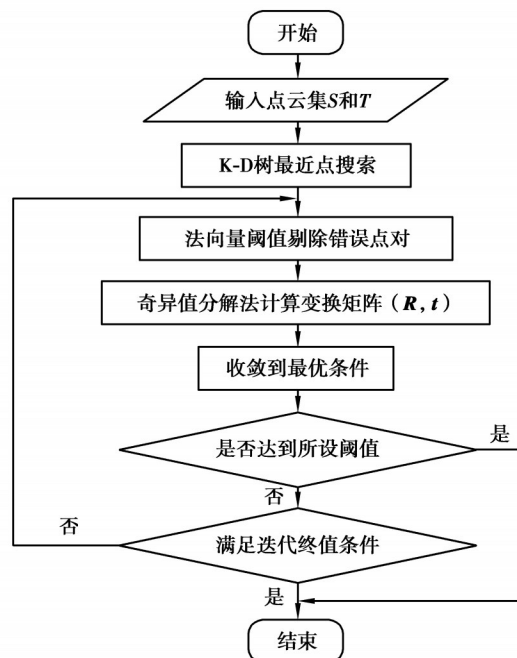 开始
输入点云集S和T
K-D树最近点搜索
法向量阈值剔除错误点对
奇异值分解法计算变换矩阵（R,t）
收敛到最优条件
是否达到所设阈值
是
否
满足迭代终值条件
否
是
结束